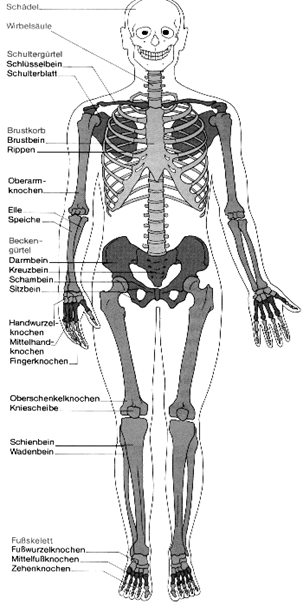 Schädel
Wirbelsäule
Schultergürtel
Schlüsselbein
Schulterblatt
Brustkorb
Brustbein
Rippen
Oberarm-
knochen
Elle
Speiche
Becken-
gürtel
Darmbein
Kreuzbein
Schambein
Sitzbein
Handwurzel-
knochen
Mittelhand-
knochen
Fingerknochen
Oberschenkelknochen
Kniescheibe
Schienbein
Wadenbein
Fußskelett
Fußwurzelknochen
Mittelfußknochen
Zehenknochen